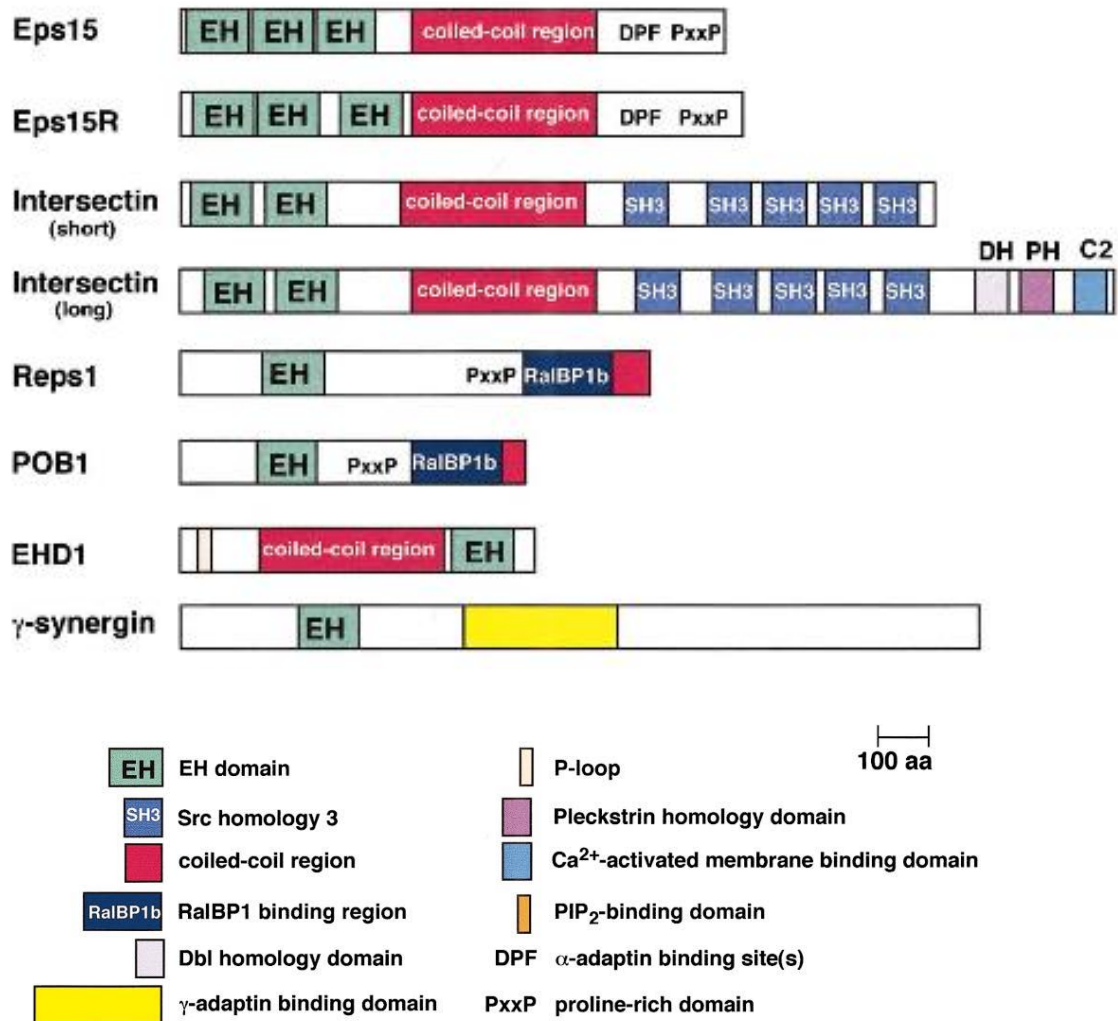 Eps15 EH EH EH coiled-coil region DPF PxxP
Eps15R EH EH EH coiled-coil region DPF PxxP
Intersectin EH EH coiled-coil region SH3 SH3 SH3 SH3 SH3
(short)
DH PH C2
Intersectin EH EH coiled-coil region SH3 SH3 SH3 SH3 SH3
(long)
Reps1 EH PxxP RalBP1b
POB1 EH PxxP RalBP1b
EHD1 coiled-coil region EH
γ-synergin EH
100 aa
EH EH domain
P-loop
SH3 Src homology 3
Pleckstrin homology domain
coiled-coil region
Ca2+-activated membrane binding domain
RalBP1b RalBP1 binding region
PIP2-binding domain
Dbl homology domain
DPF α-adaptin binding site(s)
γ-adaptin binding domain
PxxP proline-rich domain